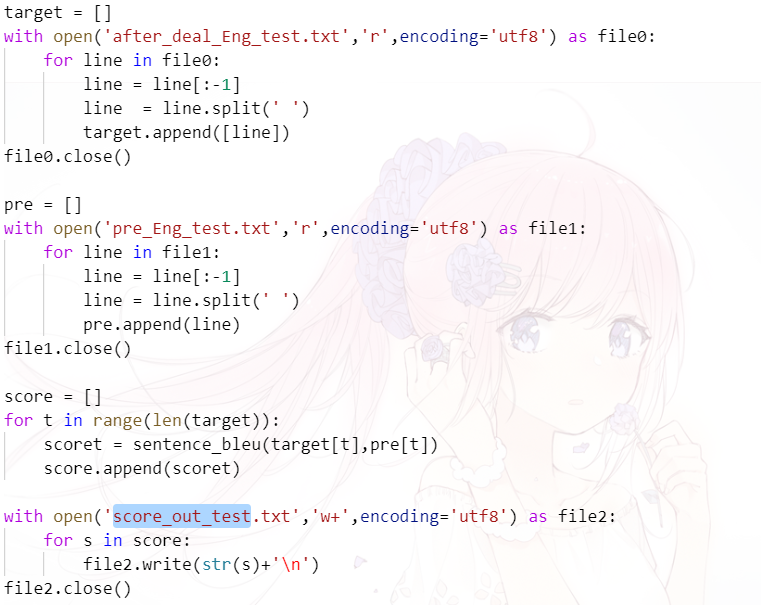 target = []
with open('after_deal_Eng_test.txt','r',encoding='utf8') as file0:
    for line in file0:
        line = line[:-1]
        line  = line.split(' ')
        target.append([line])
file0.close()

pre = []
with open('pre_Eng_test.txt','r',encoding='utf8') as file1:
    for line in file1:
        line = line[:-1]
        line = line.split(' ')
        pre.append(line)
file1.close()

score = []
for t in range(len(target)):
    scoret = sentence_bleu(target[t],pre[t])
    score.append(scoret)

with open('score_out_test.txt','w+',encoding='utf8') as file2:
    for s in score:
        file2.write(str(s)+'\n')
file2.close()